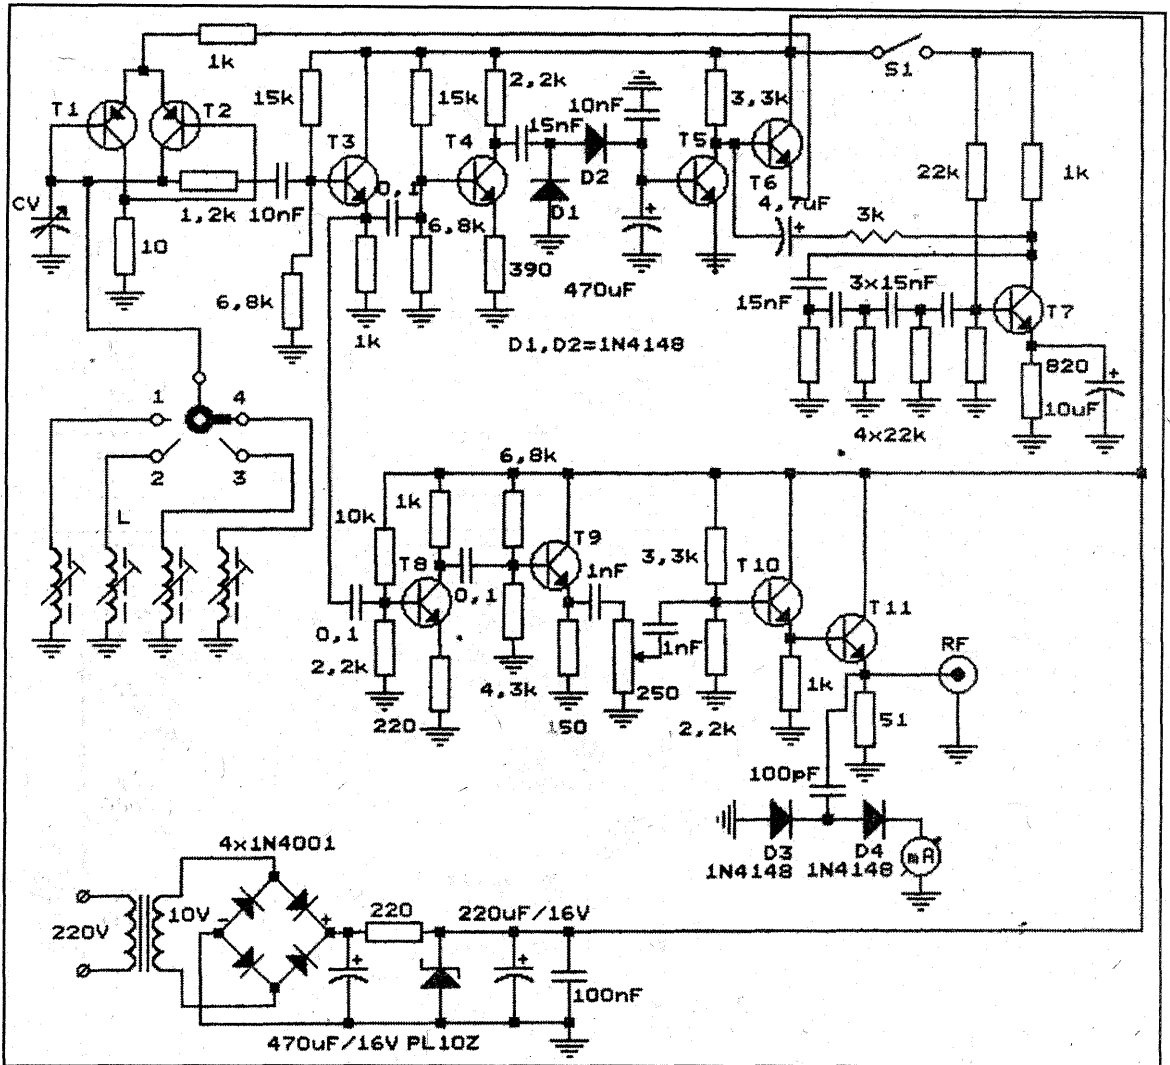 1k
S1
15k
15k
2,2k
10nF
3,3k
T1
T2
15nF
T3
T4
T5
T6
D2
22k
1k
CV
1,2k
10nF
0,1
6,8k
D1
4,7uF
3k
10
390
6,8k
470uF
15nF
3x15nF
T7
1k
D1,D2=1N4148
820
10uF
4x22k
1
4
2
3
L
6,8k
1k
10k
T8
T9
1nF
3,3k
T10
T11
0,1
0,1
2,2k
4,3k
220
150
250
1nF
2,2k
1k
RF
51
100pF
D3
D4
1N4148
1N4148
mA
4x1N4001
220V
10V
-
+
220
220uF/16V
100nF
470uF/16V
PL10Z